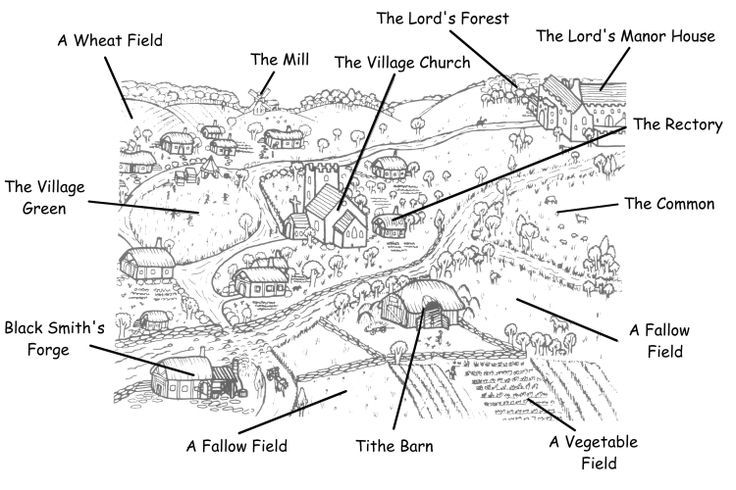 The Lord's Forest
A Wheat Field
The Lord's Manor House
The Mill
The Village Church
The Rectory
The Village
Green
The Common
Black Smith's
Forge
A Fallow
Field
A Fallow Field
Tithe Barn
A Vegetable
Field